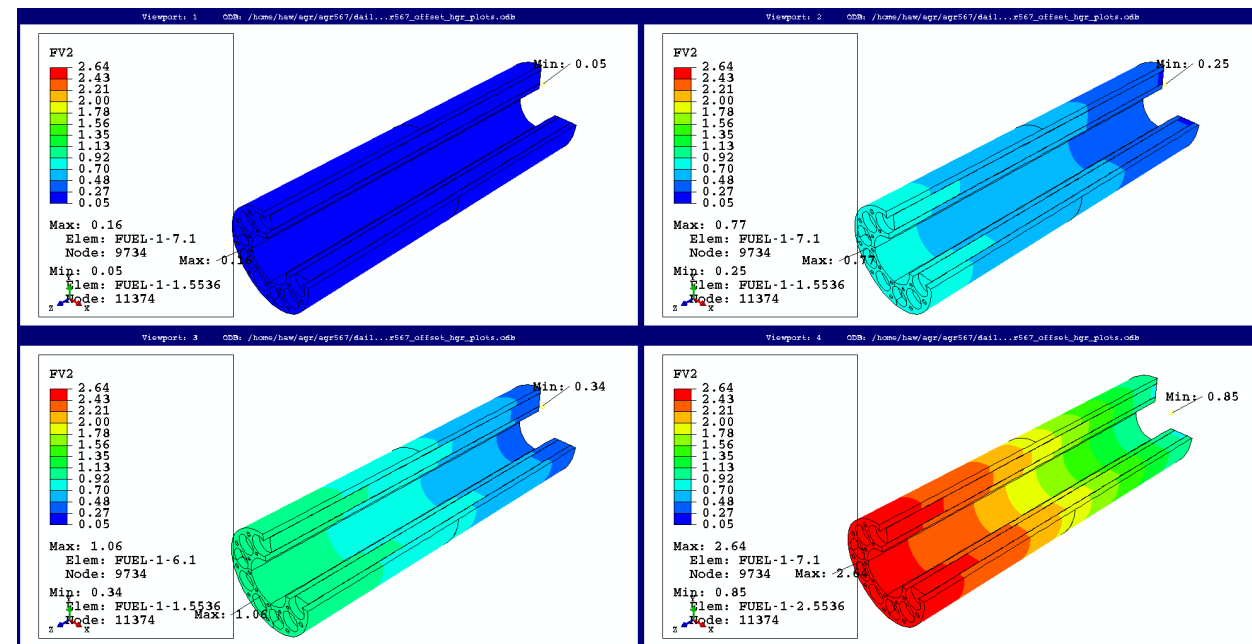 Viewport: 1 ODB: /home/haw/agr/agr567/dail...r567_offset_hgr_plots.odb
FV2
2.64
2.43
2.21
2.00
1.78
1.56
1.35
1.13
0.92
0.70
0.48
0.27
0.05
Max: 0.16
Elem: FUEL-1-7.1
Node: 9734
Min: 0.05
Elem: FUEL-1-1.5536
Node: 11374
Y
Z X
Min: 0.05
Max: 0.16
Viewport: 2 ODB: /home/haw/agr/agr567/dail...r567_offset_hgr_plots.odb
FV2
2.64
2.43
2.21
2.00
1.78
1.56
1.35
1.13
0.92
0.70
0.48
0.27
0.05
Max: 0.77
Elem: FUEL-1-7.1
Node: 9734
Min: 0.25
Elem: FUEL-1-1.5536
Node: 11374
Y
Z X
Min: 0.25
Max: 0.77
Viewport: 3 ODB: /home/haw/agr/agr567/dail...r567_offset_hgr_plots.odb
FV2
2.64
2.43
2.21
2.00
1.78
1.56
1.35
1.13
0.92
0.70
0.48
0.27
0.05
Max: 1.06
Elem: FUEL-1-6.1
Node: 9734
Min: 0.34
Elem: FUEL-1-1.5536
Node: 11374
Y
Z X
Min: 0.34
Max: 1.06
Viewport: 4 ODB: /home/haw/agr/agr567/dail...r567_offset_hgr_plots.odb
FV2
2.64
2.43
2.21
2.00
1.78
1.56
1.35
1.13
0.92
0.70
0.48
0.27
0.05
Max: 2.64
Elem: FUEL-1-7.1
Node: 9734
Min: 0.85
Elem: FUEL-1-2.5536
Node: 11374
Y
Z X
Min: 0.85
Max: 2.64